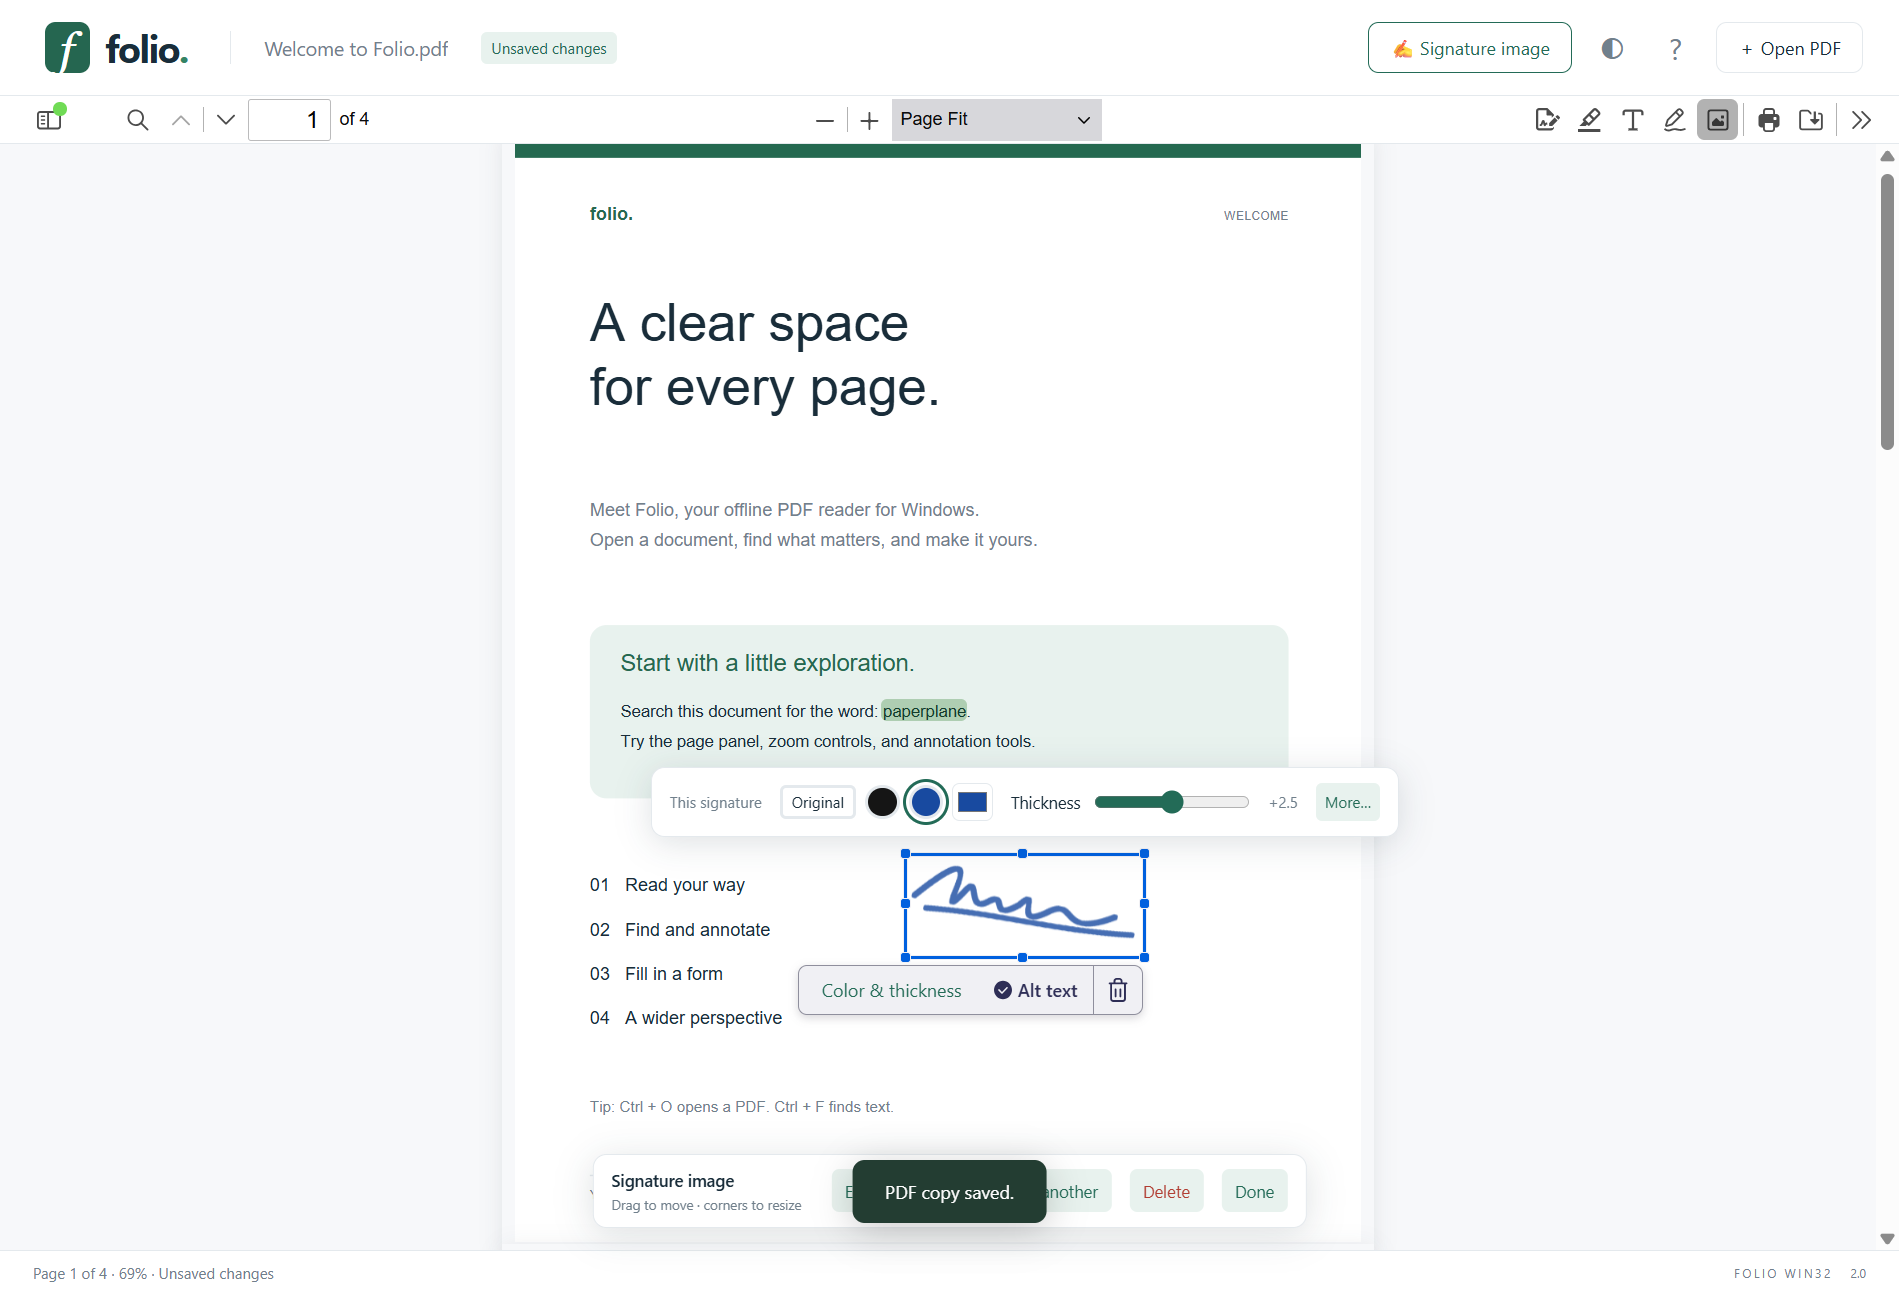 f folio. Welcome to Folio.pdf Unsaved changes ✍ Signature image ? + Open PDF
1 of 4 Page Fit
folio. WELCOME
A clear space
for every page.
Meet Folio, your offline PDF reader for Windows.
Open a document, find what matters, and make it yours.
Start with a little exploration.
Search this document for the word: paperplane.
Try the page panel, zoom controls, and annotation tools.
This signature Original Thickness +2.5 More...
01 Read your way
02 Find and annotate
03 Fill in a form
04 A wider perspective
Color & thickness Alt text
Tip: Ctrl + O opens a PDF. Ctrl + F finds text.
Signature image
Drag to move · corners to resize
PDF copy saved. another Delete Done
Page 1 of 4 · 69% · Unsaved changes FOLIO WIN32 2.0